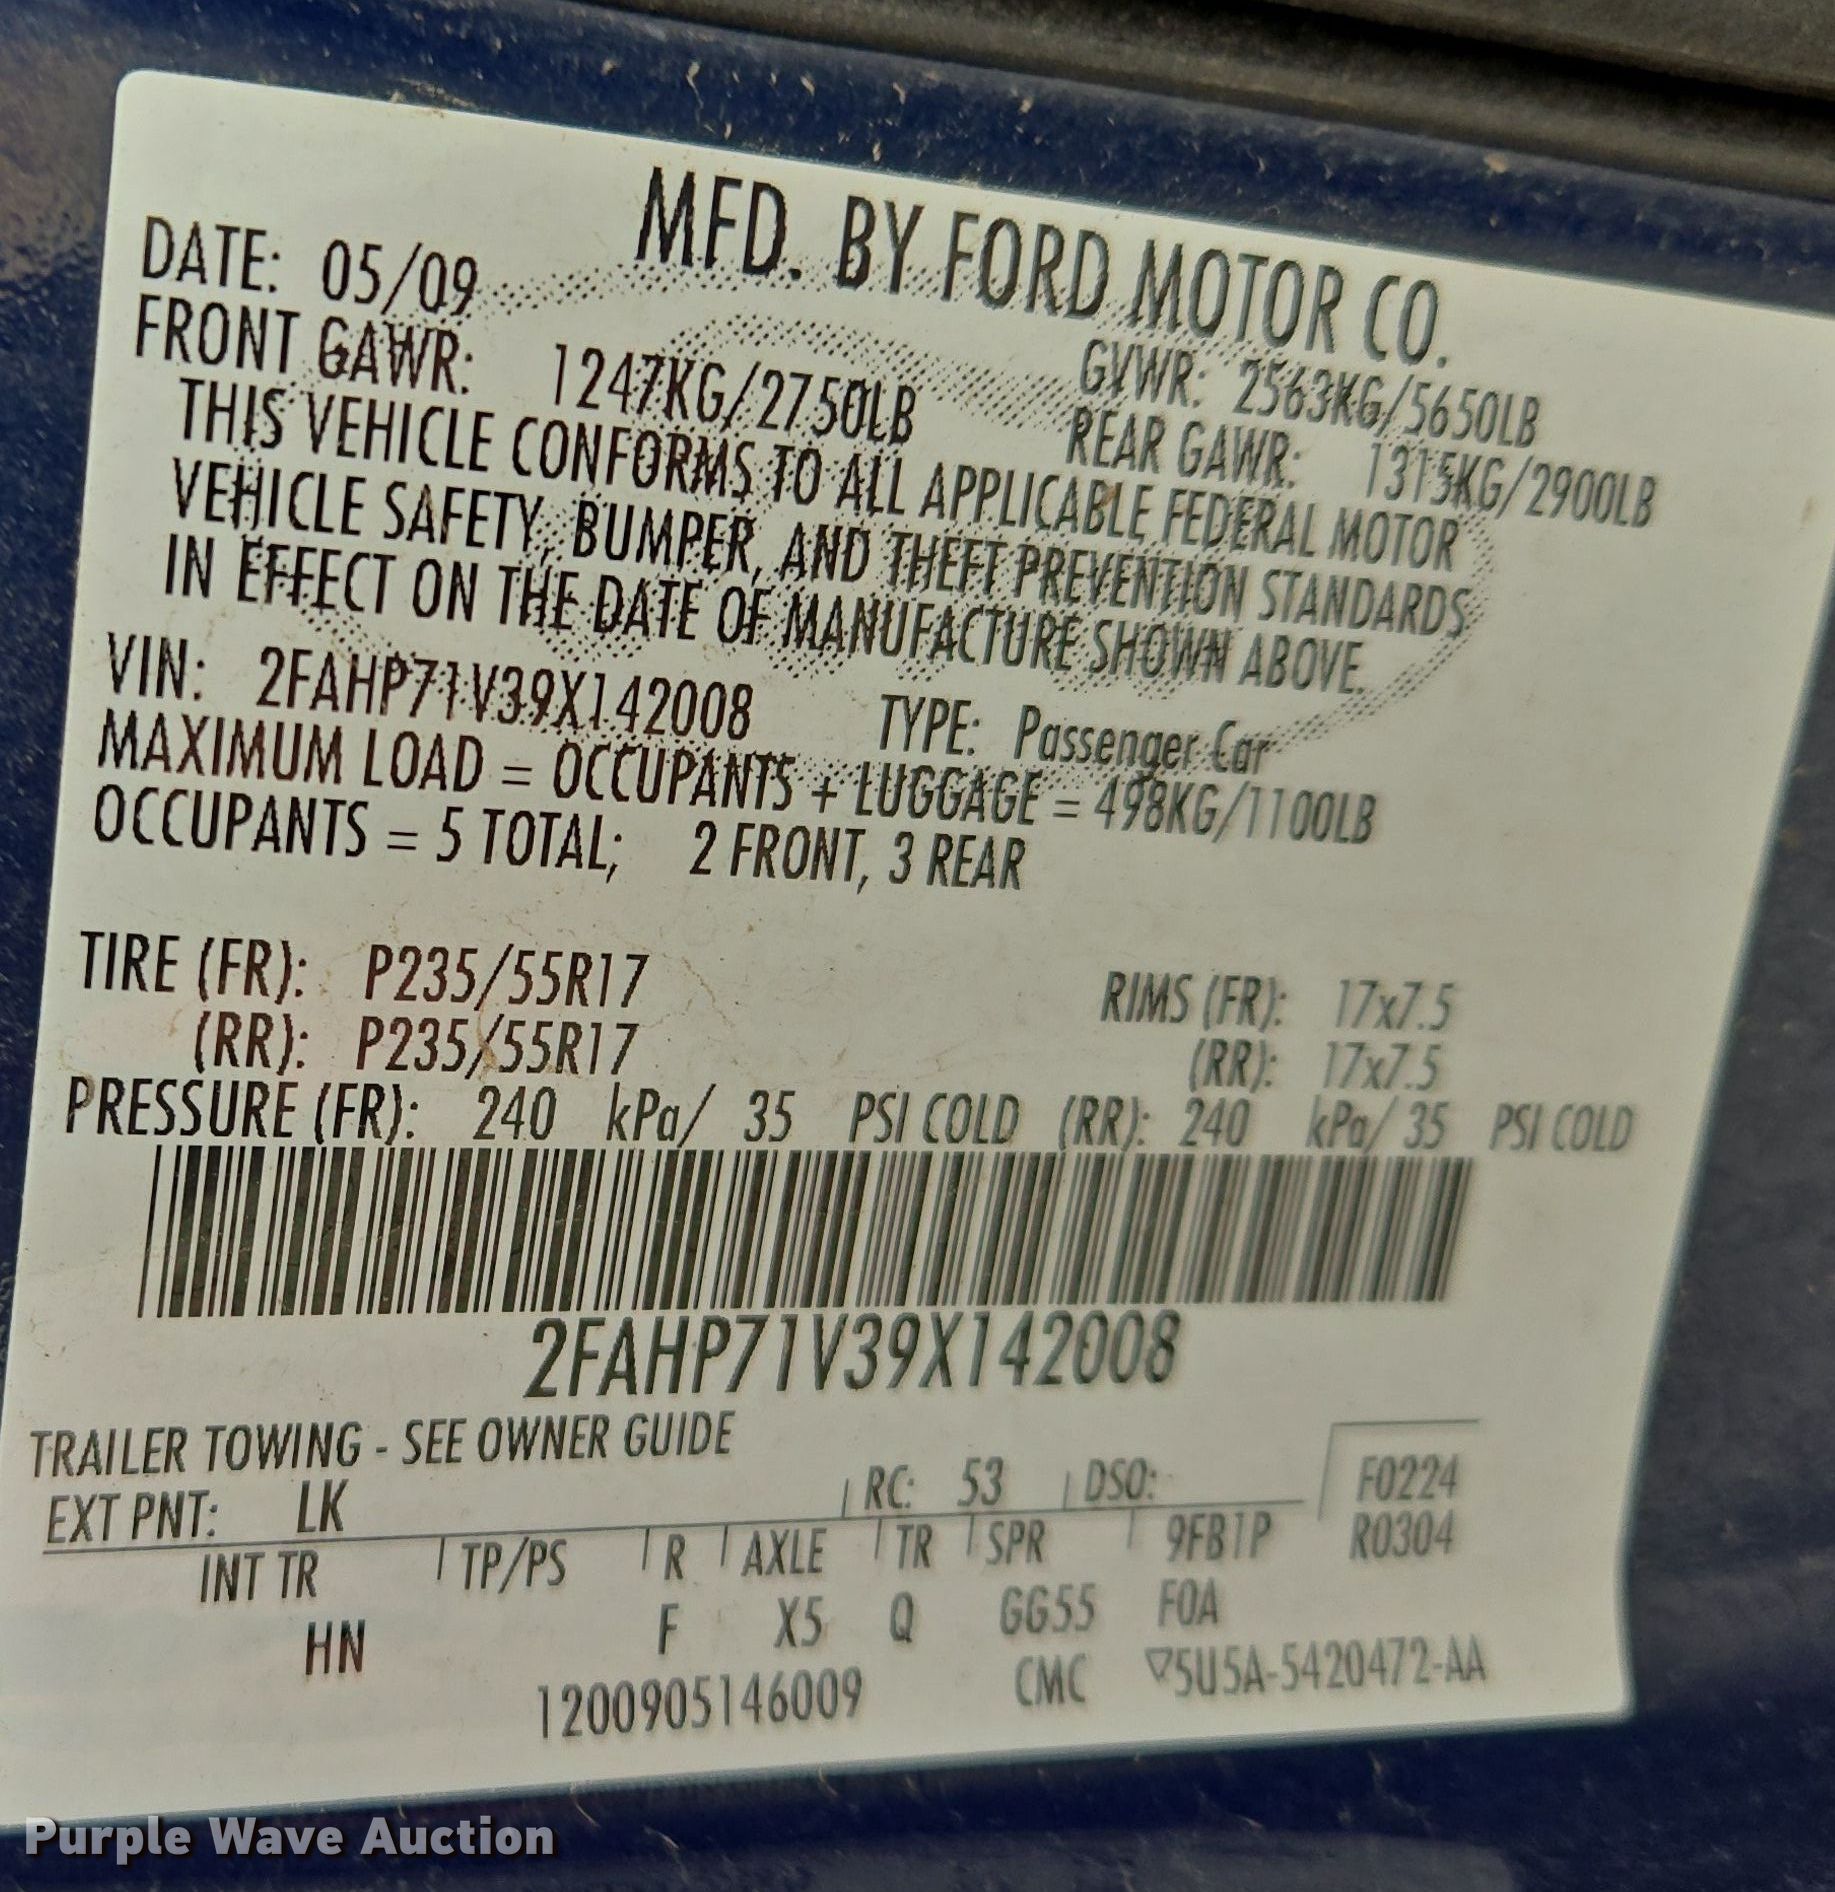 MFD. BY FORD MOTOR CO.
DATE: 05/09 GVWR: 2563KG/5650LB
FRONT GAWR: 1247KG/2750LB REAR GAWR: 1315KG/2900LB
THIS VEHICLE CONFORMS TO ALL APPLICABLE FEDERAL MOTOR
VEHICLE SAFETY, BUMPER, AND THEFT PREVENTION STANDARDS
IN EFFECT ON THE DATE OF MANUFACTURE SHOWN ABOVE.
VIN: 2FAHP71V39X142008 TYPE: Passenger Car
MAXIMUM LOAD = OCCUPANTS + LUGGAGE = 498KG/1100LB
OCCUPANTS = 5 TOTAL; 2 FRONT, 3 REAR
TIRE (FR): P235/55R17 RIMS (FR): 17x7.5
(RR): P235/55R17 (RR): 17x7.5
PRESSURE (FR): 240 kPa/ 35 PSI COLD (RR): 240 kPa/ 35 PSI COLD
2FAHP71V39X142008
TRAILER TOWING - SEE OWNER GUIDE
EXT PNT: LK RC: 53 DSO: F0224
INT TR TP/PS R AXLE TR SPR 9FB1P R0304
HN F X5 Q GG55 FOA
1200905146009 CMC ▽5U5A-5420472-AA
Purple Wave Auction